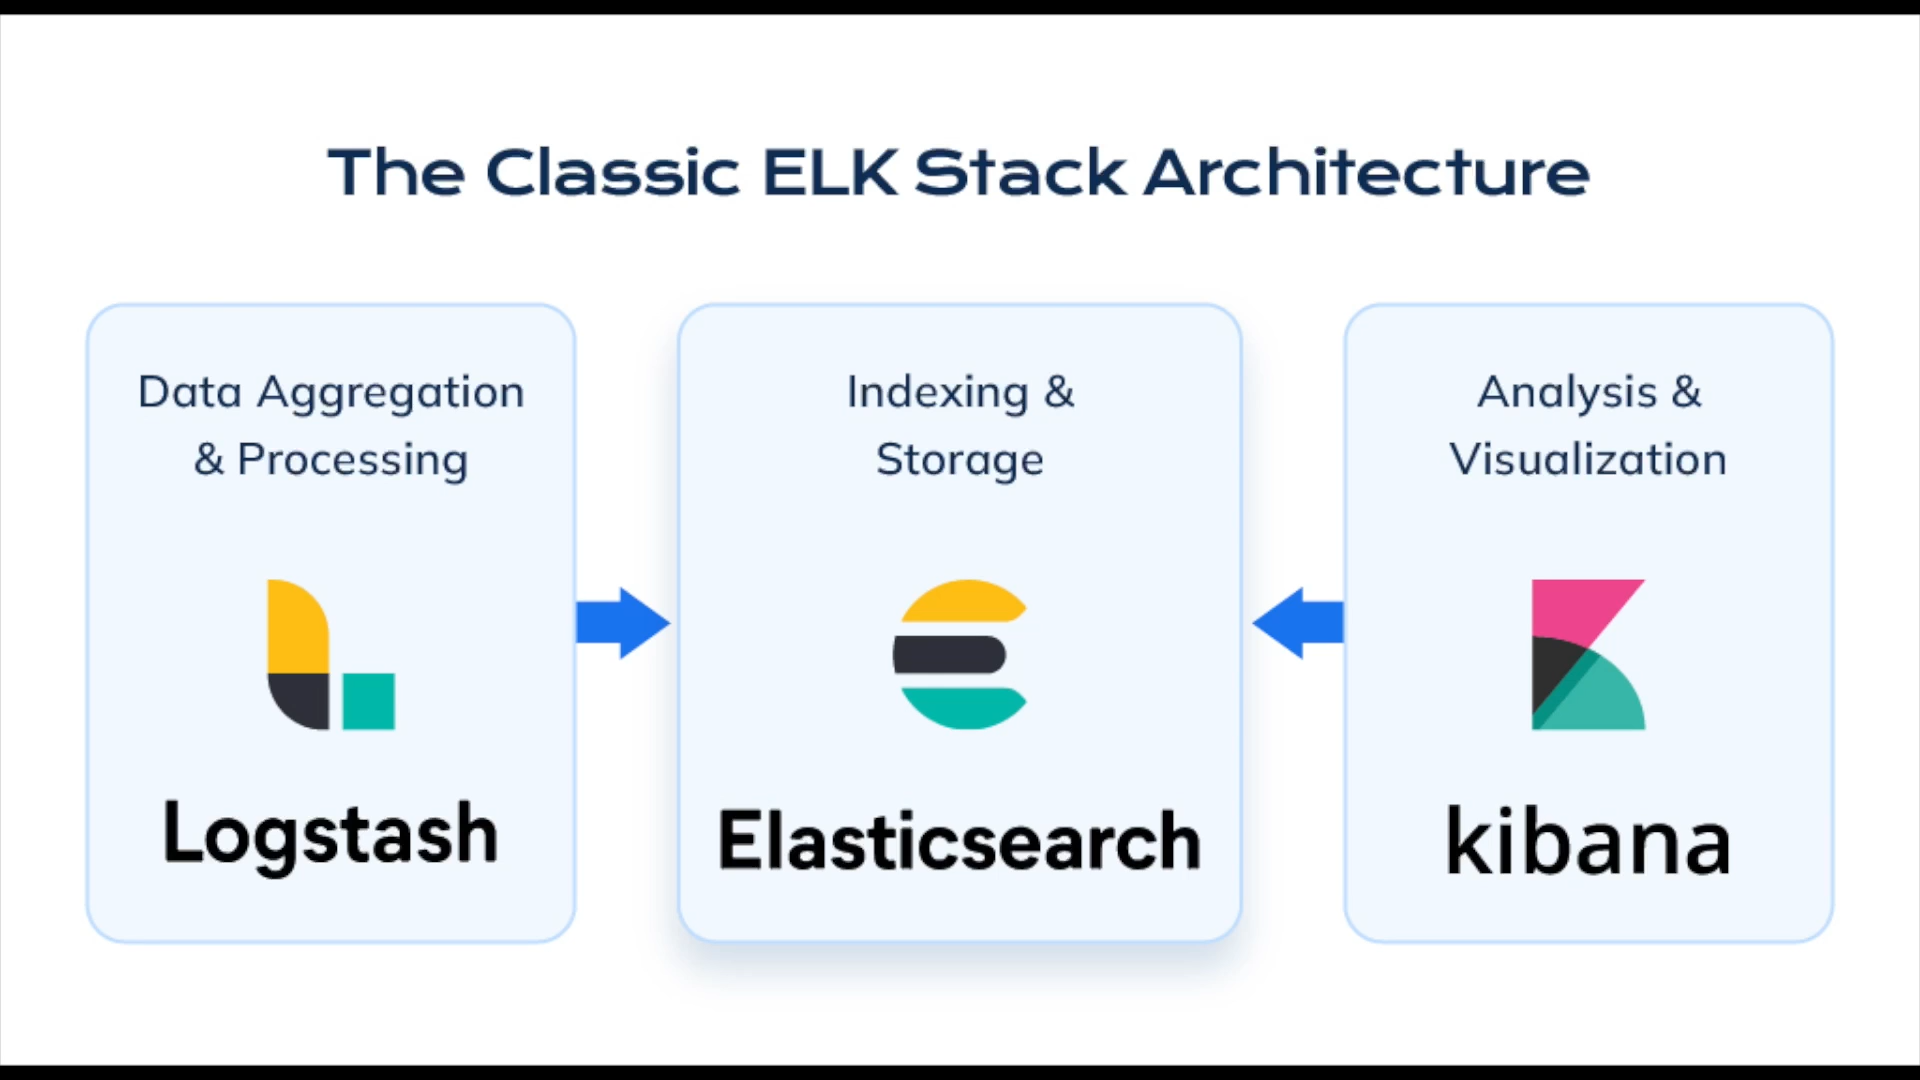 The Classic ELK Stack Architecture
Data Aggregation
& Processing
Logstash
Indexing &
Storage
Elasticsearch
Analysis &
Visualization
kibana